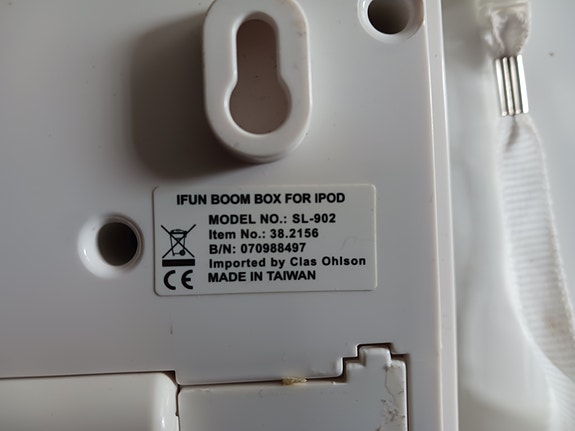 IFUN BOOM BOX FOR IPOD
MODEL NO.: SL-902
Item No.: 38.2156
B/N: 070988497
Imported by Clas Ohlson
CE MADE IN TAIWAN